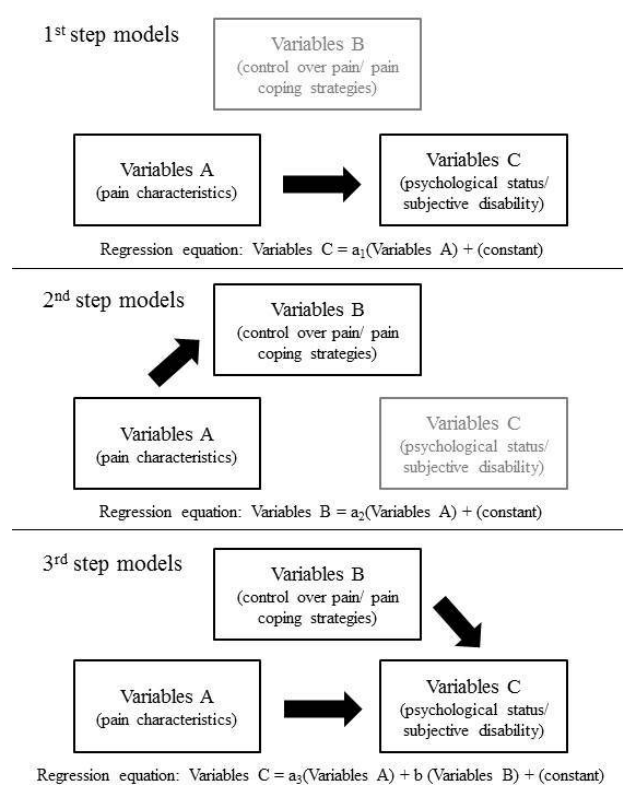 1st step models
Variables B
(control over pain/ pain
coping strategies)
Variables A
(pain characteristics)
Variables C
(psychological status/
subjective disability)
Regression equation: Variables C = a1(Variables A) + (constant)
2nd step models
Variables B
(control over pain/ pain
coping strategies)
Variables A
(pain characteristics)
Variables C
(psychological status/
subjective disability)
Regression equation: Variables B = a2(Variables A) + (constant)
3rd step models
Variables B
(control over pain/ pain
coping strategies)
Variables A
(pain characteristics)
Variables C
(psychological status/
subjective disability)
Regression equation: Variables C = a3(Variables A) + b (Variables B) + (constant)